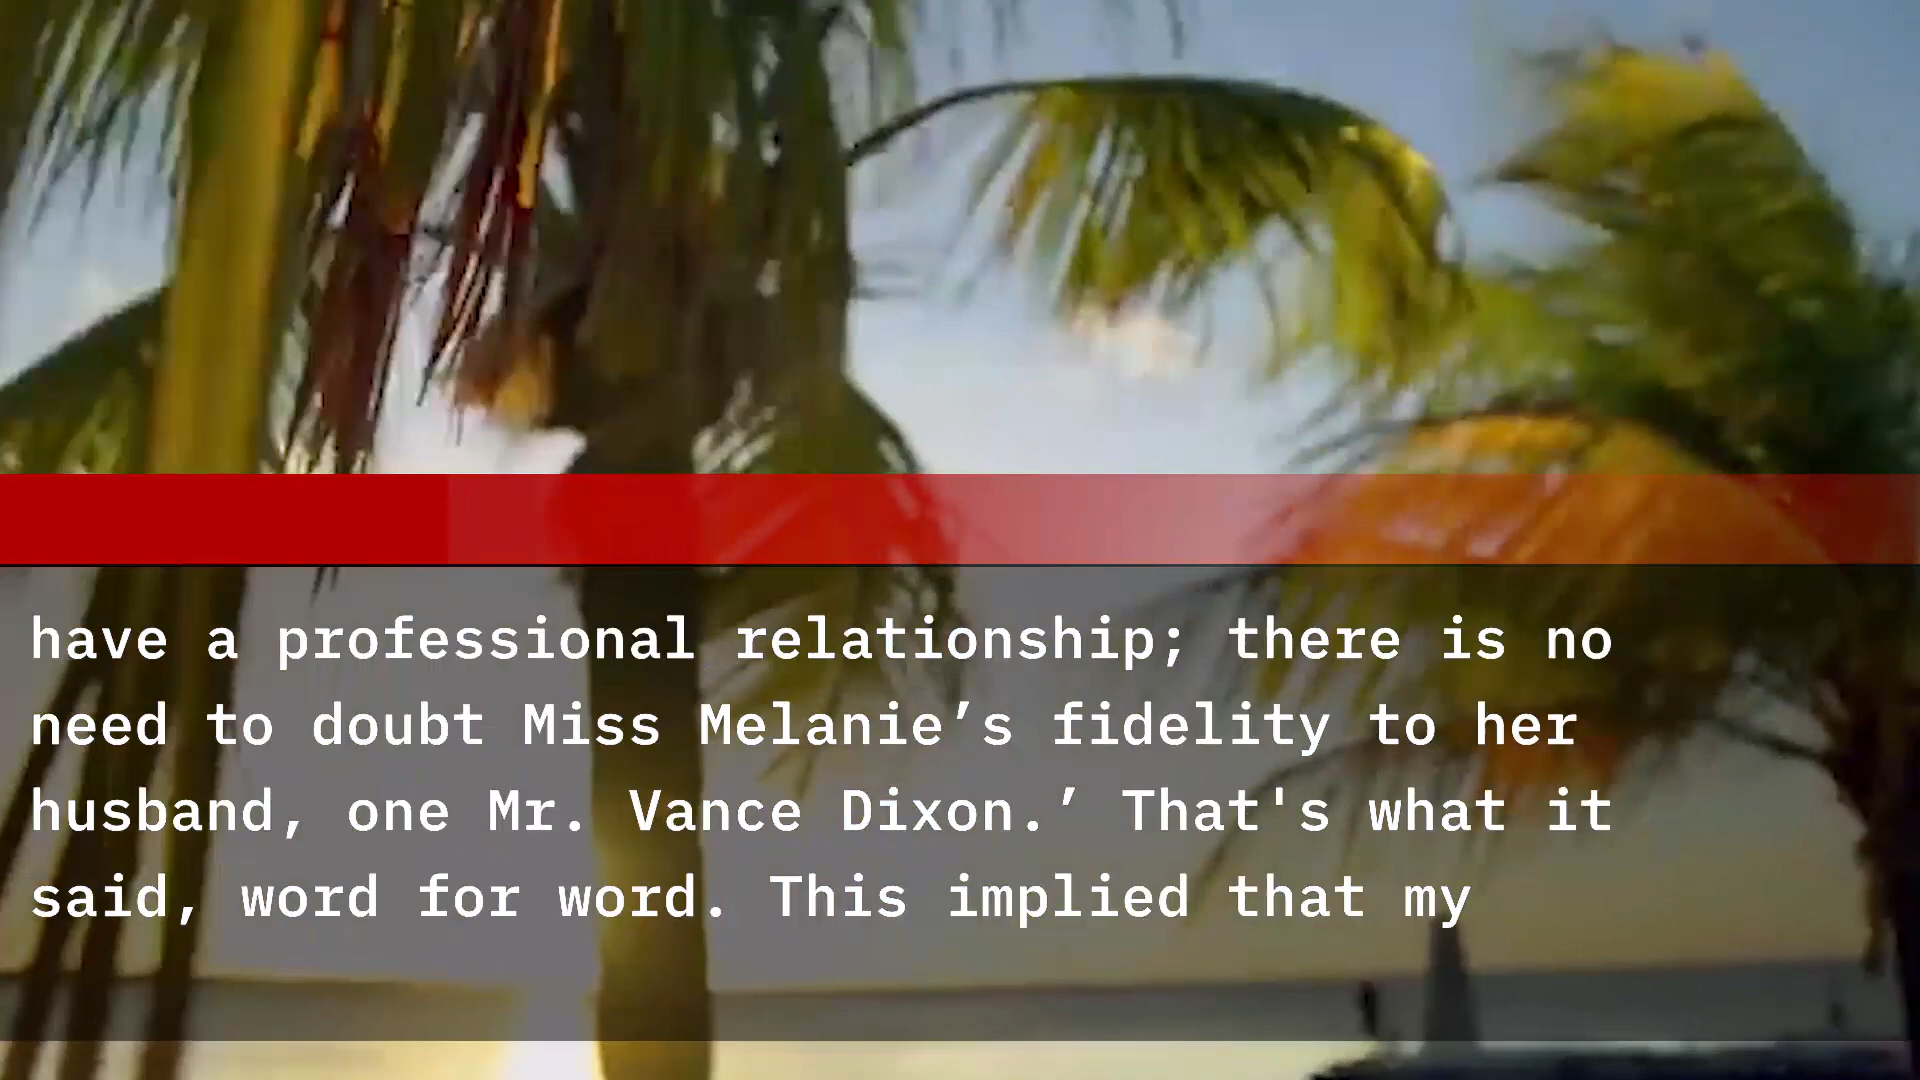 have a professional relationship; there is no
need to doubt Miss Melanie’s fidelity to her
husband, one Mr. Vance Dixon.’ That's what it
said, word for word. This implied that my